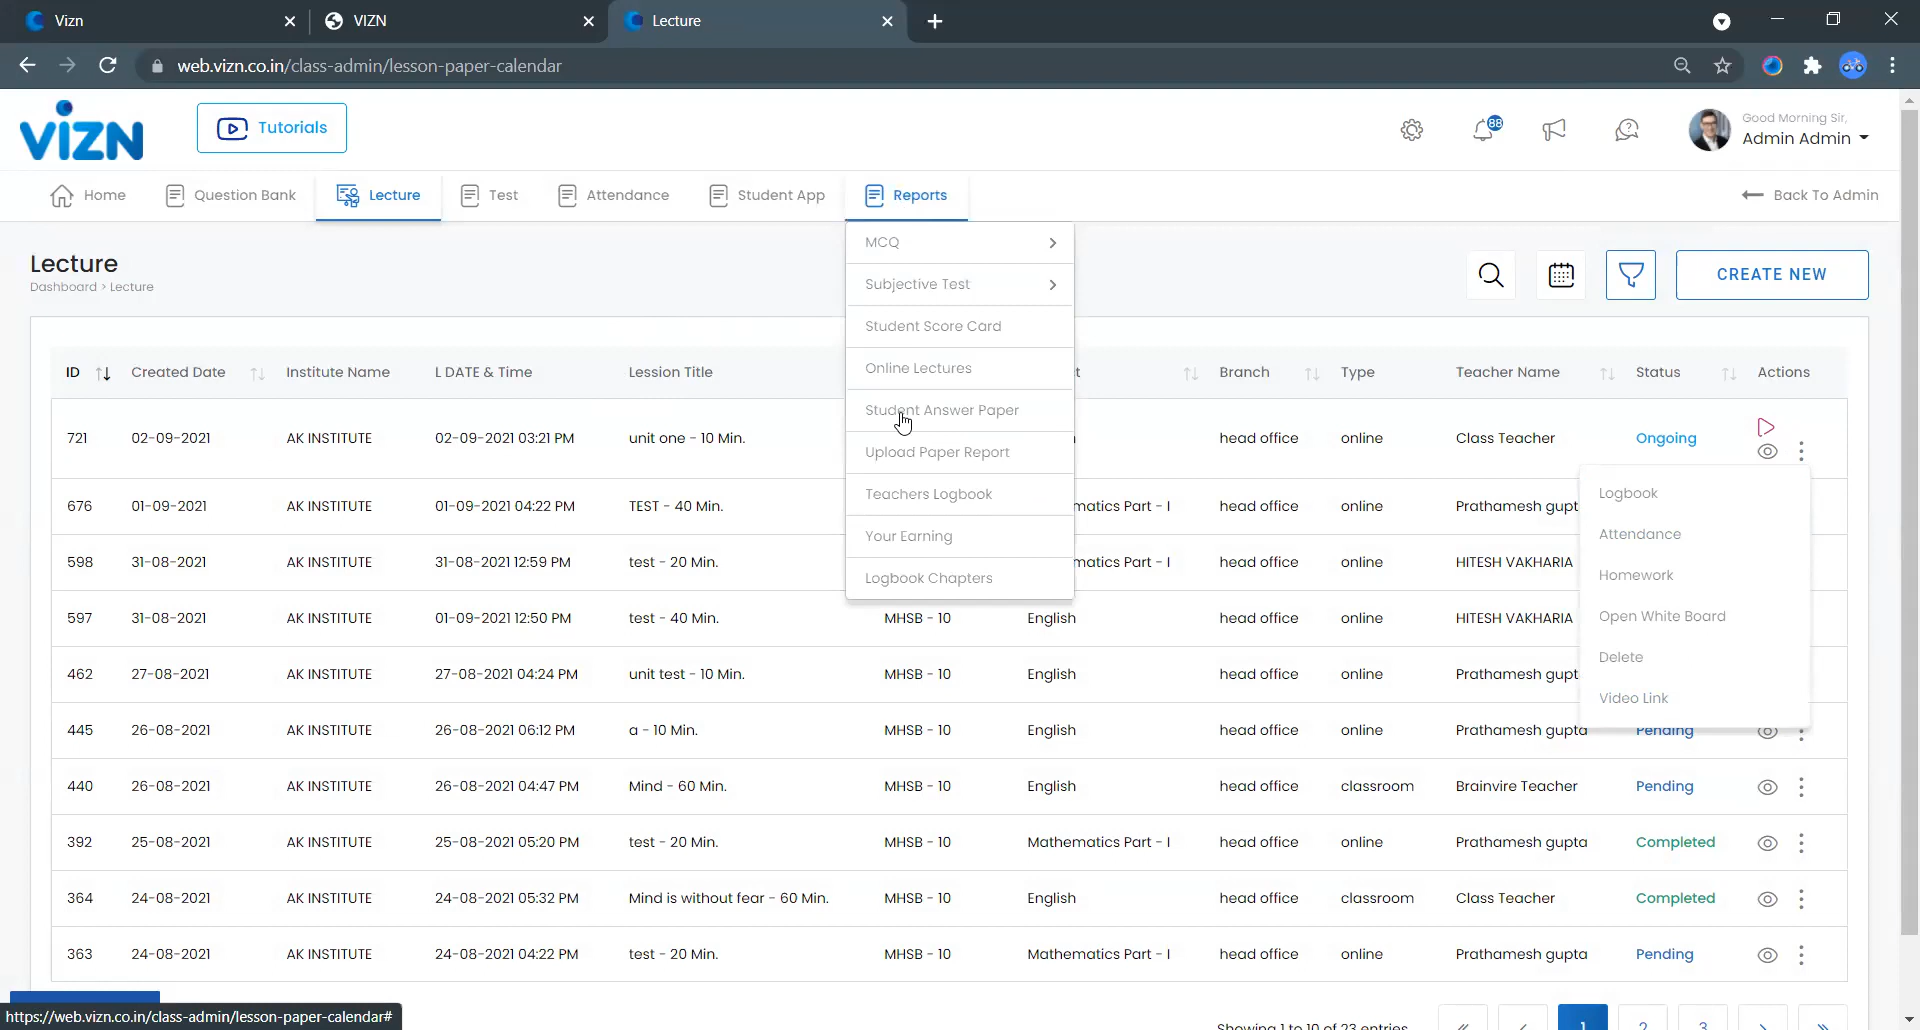 Vizn
VIZN
Lecture
web.vizn.co.in/class-admin/lesson-paper-calendar
VIZN
Tutorials
88
Good Morning Sir,
Admin Admin
Home
Question Bank
Lecture
Test
Attendance
Student App
Reports
Back To Admin
Lecture
Dashboard > Lecture
CREATE NEW
MCQ
Subjective Test
Student Score Card
Online Lectures
Student Answer Paper
Upload Paper Report
Teachers Logbook
Your Earning
Logbook Chapters
ID Created Date Institute Name L DATE & Time Lession Title t Branch Type Teacher Name Status Actions
721 02-09-2021 AK INSTITUTE 02-09-2021 03:21 PM unit one - 10 Min. head office online Class Teacher Ongoing
676 01-09-2021 AK INSTITUTE 01-09-2021 04:22 PM TEST - 40 Min. matics Part - I head office online Prathamesh gupt
598 31-08-2021 AK INSTITUTE 31-08-2021 12:59 PM test - 20 Min. matics Part - I head office online HITESH VAKHARIA
597 31-08-2021 AK INSTITUTE 01-09-2021 12:50 PM test - 40 Min. MHSB - 10 English head office online HITESH VAKHARIA
462 27-08-2021 AK INSTITUTE 27-08-2021 04:24 PM unit test - 10 Min. MHSB - 10 English head office online Prathamesh gupt
445 26-08-2021 AK INSTITUTE 26-08-2021 06:12 PM a - 10 Min. MHSB - 10 English head office online Prathamesh gupta Pending
440 26-08-2021 AK INSTITUTE 26-08-2021 04:47 PM Mind - 60 Min. MHSB - 10 English head office classroom Brainvire Teacher Pending
392 25-08-2021 AK INSTITUTE 25-08-2021 05:20 PM test - 20 Min. MHSB - 10 Mathematics Part - I head office online Prathamesh gupta Completed
364 24-08-2021 AK INSTITUTE 24-08-2021 05:32 PM Mind is without fear - 60 Min. MHSB - 10 English head office classroom Class Teacher Completed
363 24-08-2021 AK INSTITUTE 24-08-2021 04:22 PM test - 20 Min. MHSB - 10 Mathematics Part - I head office online Prathamesh gupta Pending
Logbook
Attendance
Homework
Open White Board
Delete
Video Link
Showing 1 to 10 of 23 entries
« ‹ 1 2 3 › »
https://web.vizn.co.in/class-admin/lesson-paper-calendar#